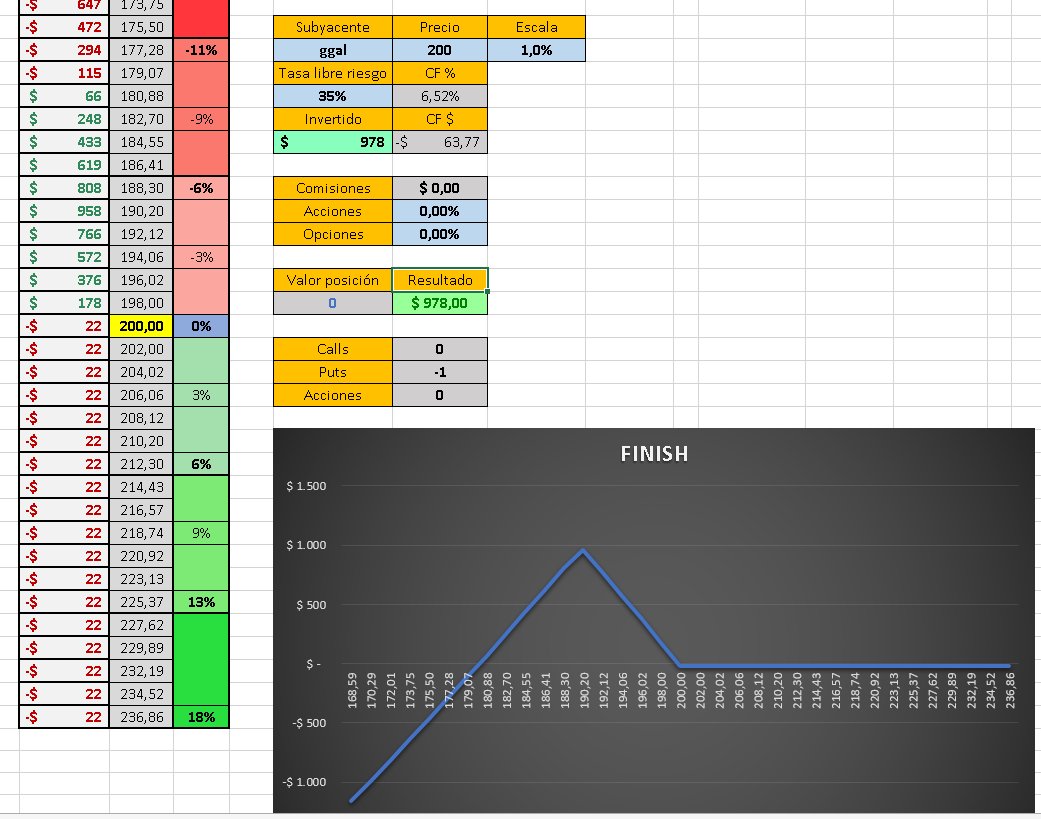 -$ 647 173,75
-$ 472 175,50 Subyacente Precio Escala
-$ 294 177,28 -11% ggal 200 1,0%
-$ 115 179,07 Tasa libre riesgo CF %
$ 66 180,88 35% 6,52%
$ 248 182,70 -9% Invertido CF $
$ 433 184,55 $ 978 -$ 63,77
$ 619 186,41
$ 808 188,30 -6% Comisiones $ 0,00
$ 958 190,20 Acciones 0,00%
$ 766 192,12 Opciones 0,00%
$ 572 194,06 -3%
$ 376 196,02 Valor posición Resultado
$ 178 198,00 0 $ 978,00
-$ 22 200,00 0%
-$ 22 202,00 Calls 0
-$ 22 204,02 Puts -1
-$ 22 206,06 3% Acciones 0
-$ 22 208,12
-$ 22 210,20
-$ 22 212,30 6%
-$ 22 214,43
-$ 22 216,57
-$ 22 218,74 9%
-$ 22 220,92
-$ 22 223,13
-$ 22 225,37 13%
-$ 22 227,62
-$ 22 229,89
-$ 22 232,19
-$ 22 234,52
-$ 22 236,86 18%
FINISH
$ 1.500
$ 1.000
$ 500
$ -
-$ 500
-$ 1.000
168,59
170,29
172,01
173,75
175,50
177,28
179,07
180,88
182,70
184,55
186,41
188,30
190,20
192,12
194,06
196,02
198,00
200,00
202,00
204,02
206,06
208,12
210,20
212,30
214,43
216,57
218,74
220,92
223,13
225,37
227,62
229,89
232,19
234,52
236,86